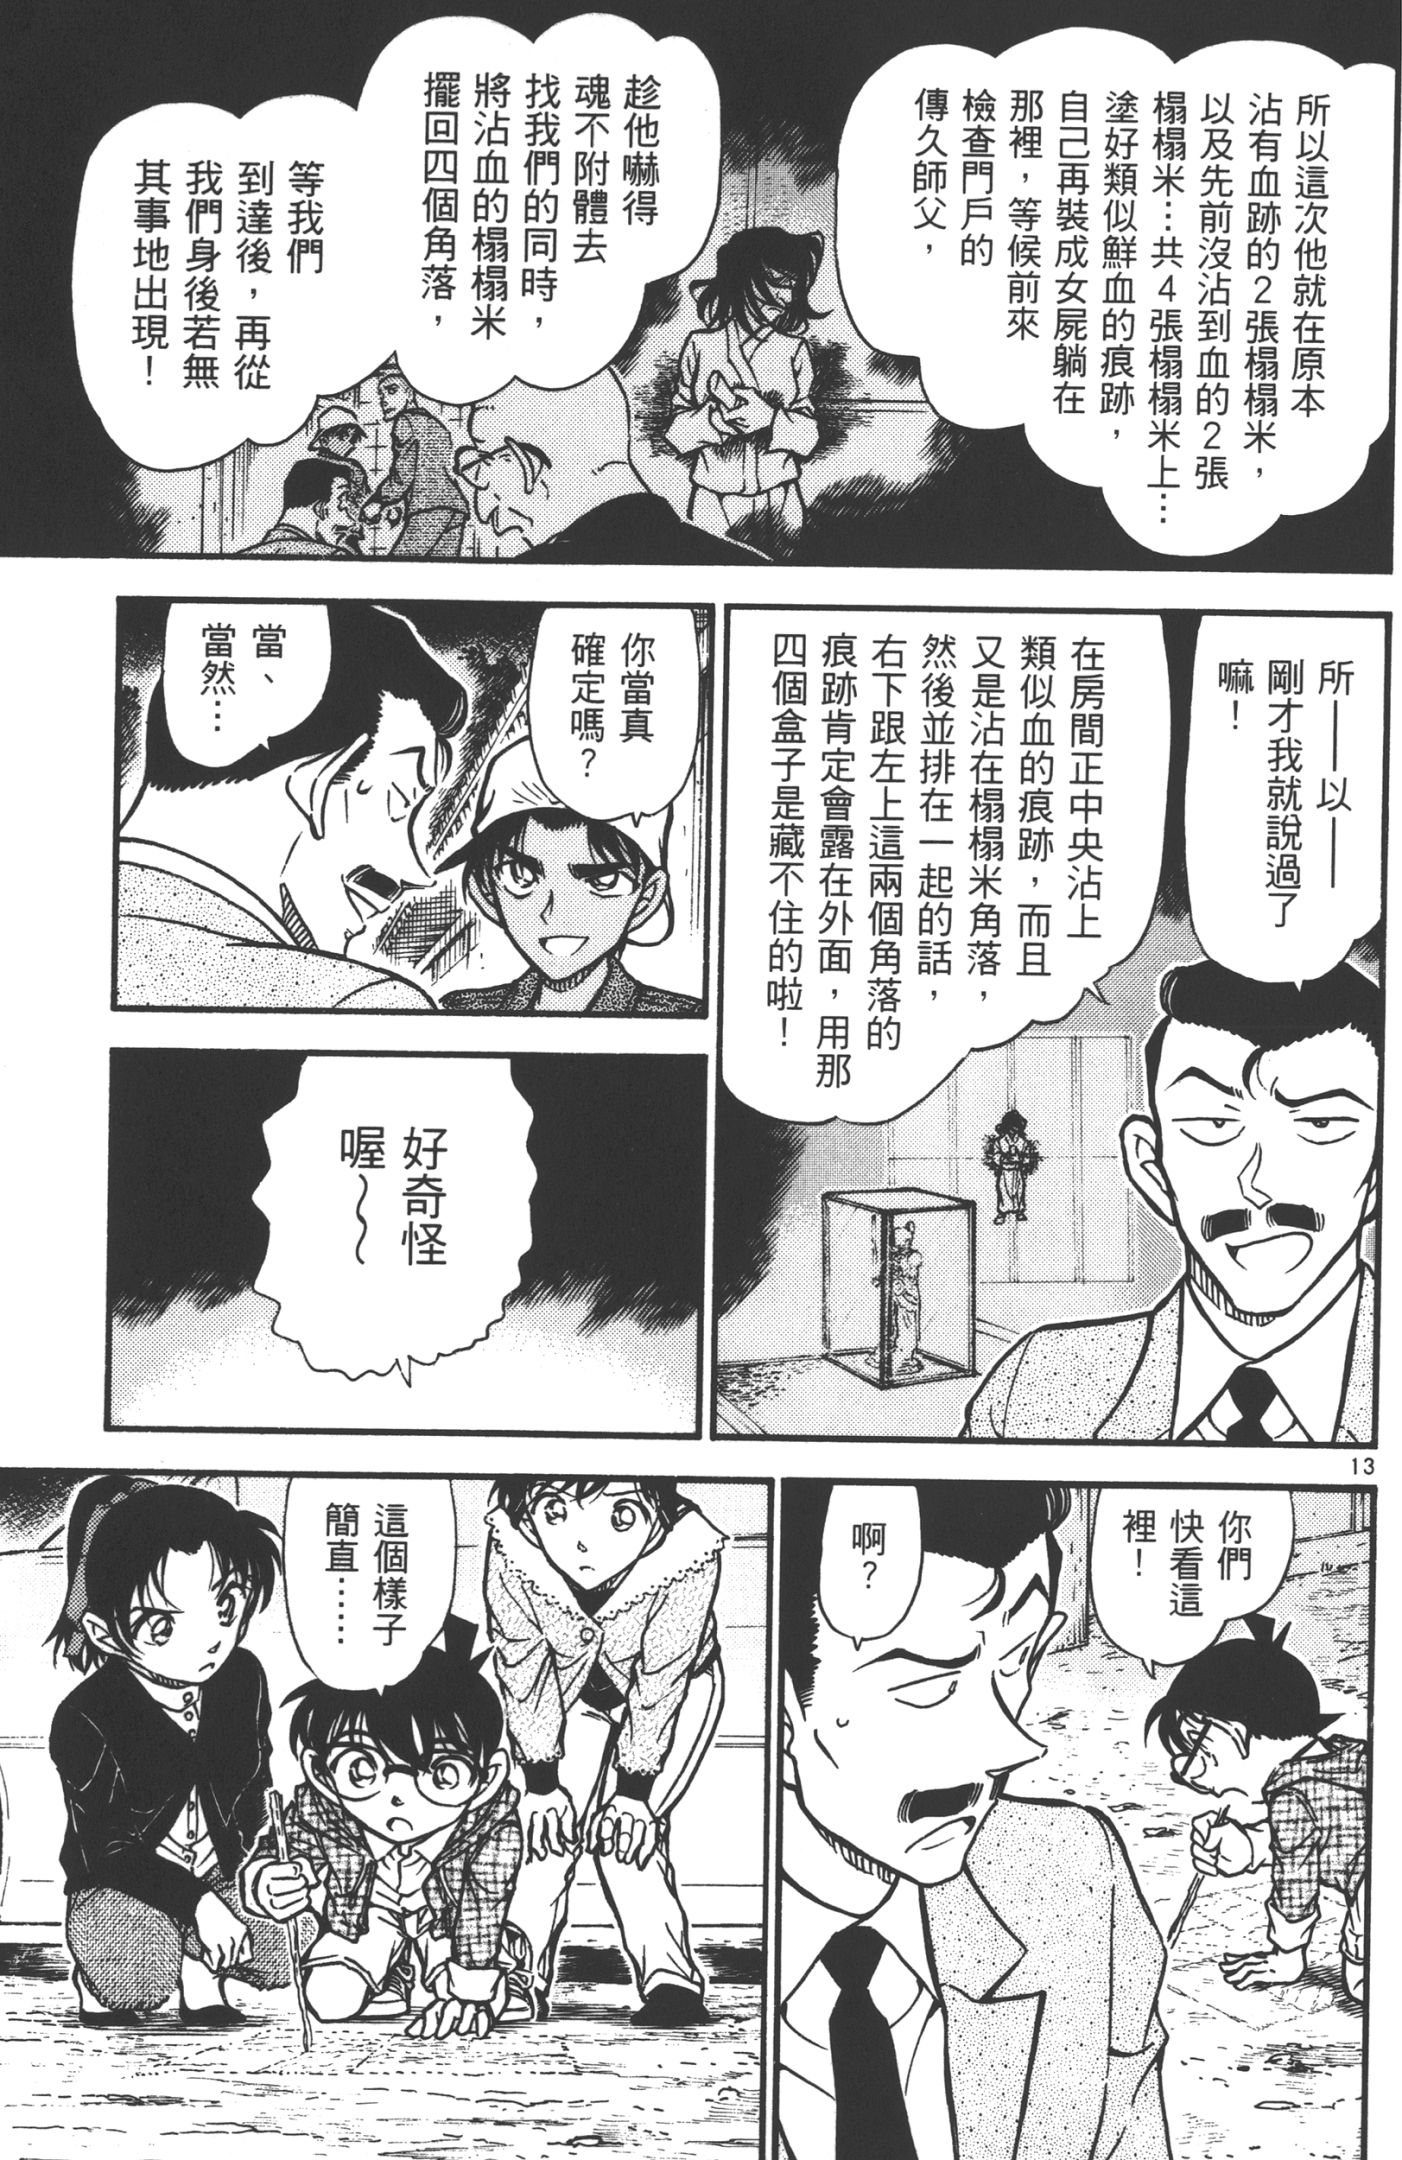 所以這次他就在原本
沾有血跡的2張榻榻米，
以及先前沒沾到血的2張
榻榻米…共4張榻榻米上…
塗好類似鮮血的痕跡，
自己再裝成女屍躺在
那裡，等候前來
檢查門戶的
傳久師父，
趁他嚇得
魂不附體去
找我們的同時，
將沾血的榻榻米
擺回四個角落，
等我們
到達後，再從
我們身後若無
其事地出現！
所——以——
剛才我就說過了
嘛！
在房間正中央沾上
類似血的痕跡，而且
又是沾在榻榻米角落，
然後並排在一起的話，
右下跟左上這兩個角落的
痕跡肯定會露在外面，用那
四個盒子是藏不住的啦！
你當真
確定嗎？
當、
當然…
好奇怪
喔～～
13
你們
快看這
裡！
啊？
這個樣子
簡直……